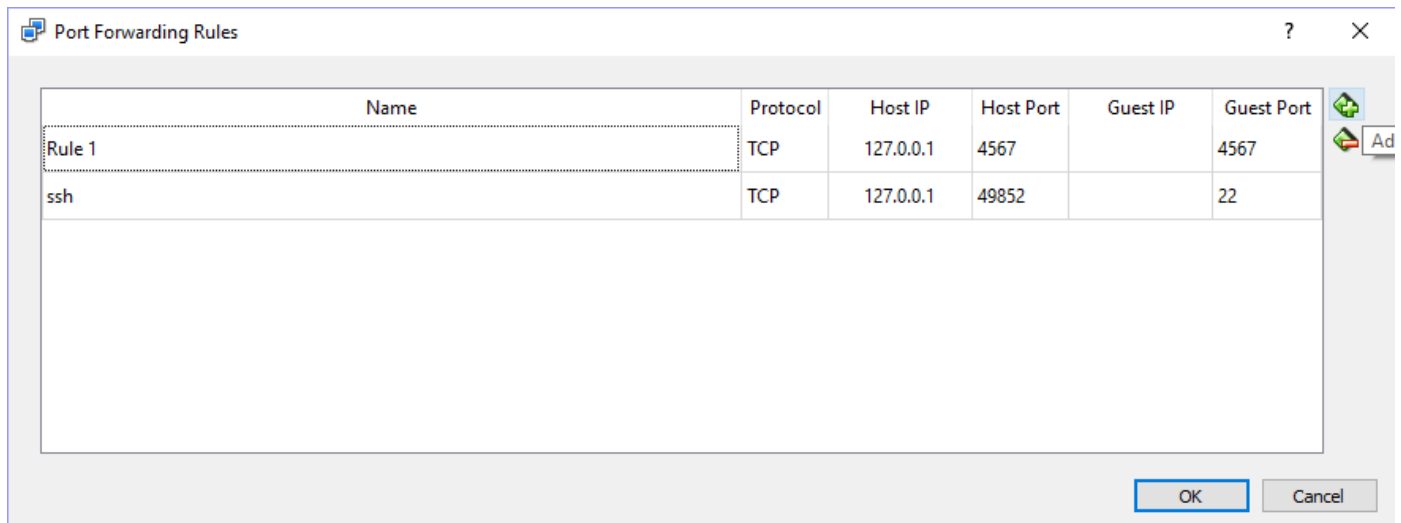 Port Forwarding Rules ?
Name Protocol Host IP Host Port Guest IP Guest Port
Rule 1 TCP 127.0.0.1 4567 4567
Ad
ssh TCP 127.0.0.1 49852 22
OK Cancel